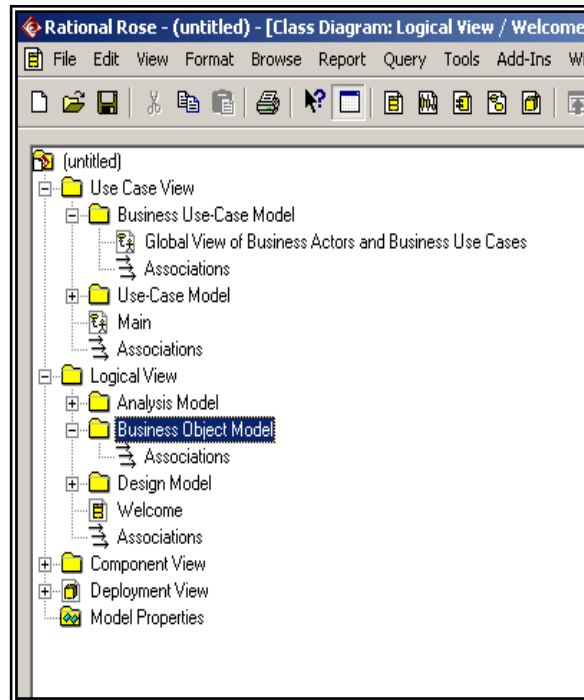 Rational Rose - (untitled) - [Class Diagram: Logical View / Welcome
File Edit View Format Browse Report Query Tools Add-Ins Wi
(untitled)
Use Case View
Business Use-Case Model
Global View of Business Actors and Business Use Cases
Associations
Use-Case Model
Main
Associations
Logical View
Analysis Model
Business Object Model
Associations
Design Model
Welcome
Associations
Component View
Deployment View
Model Properties